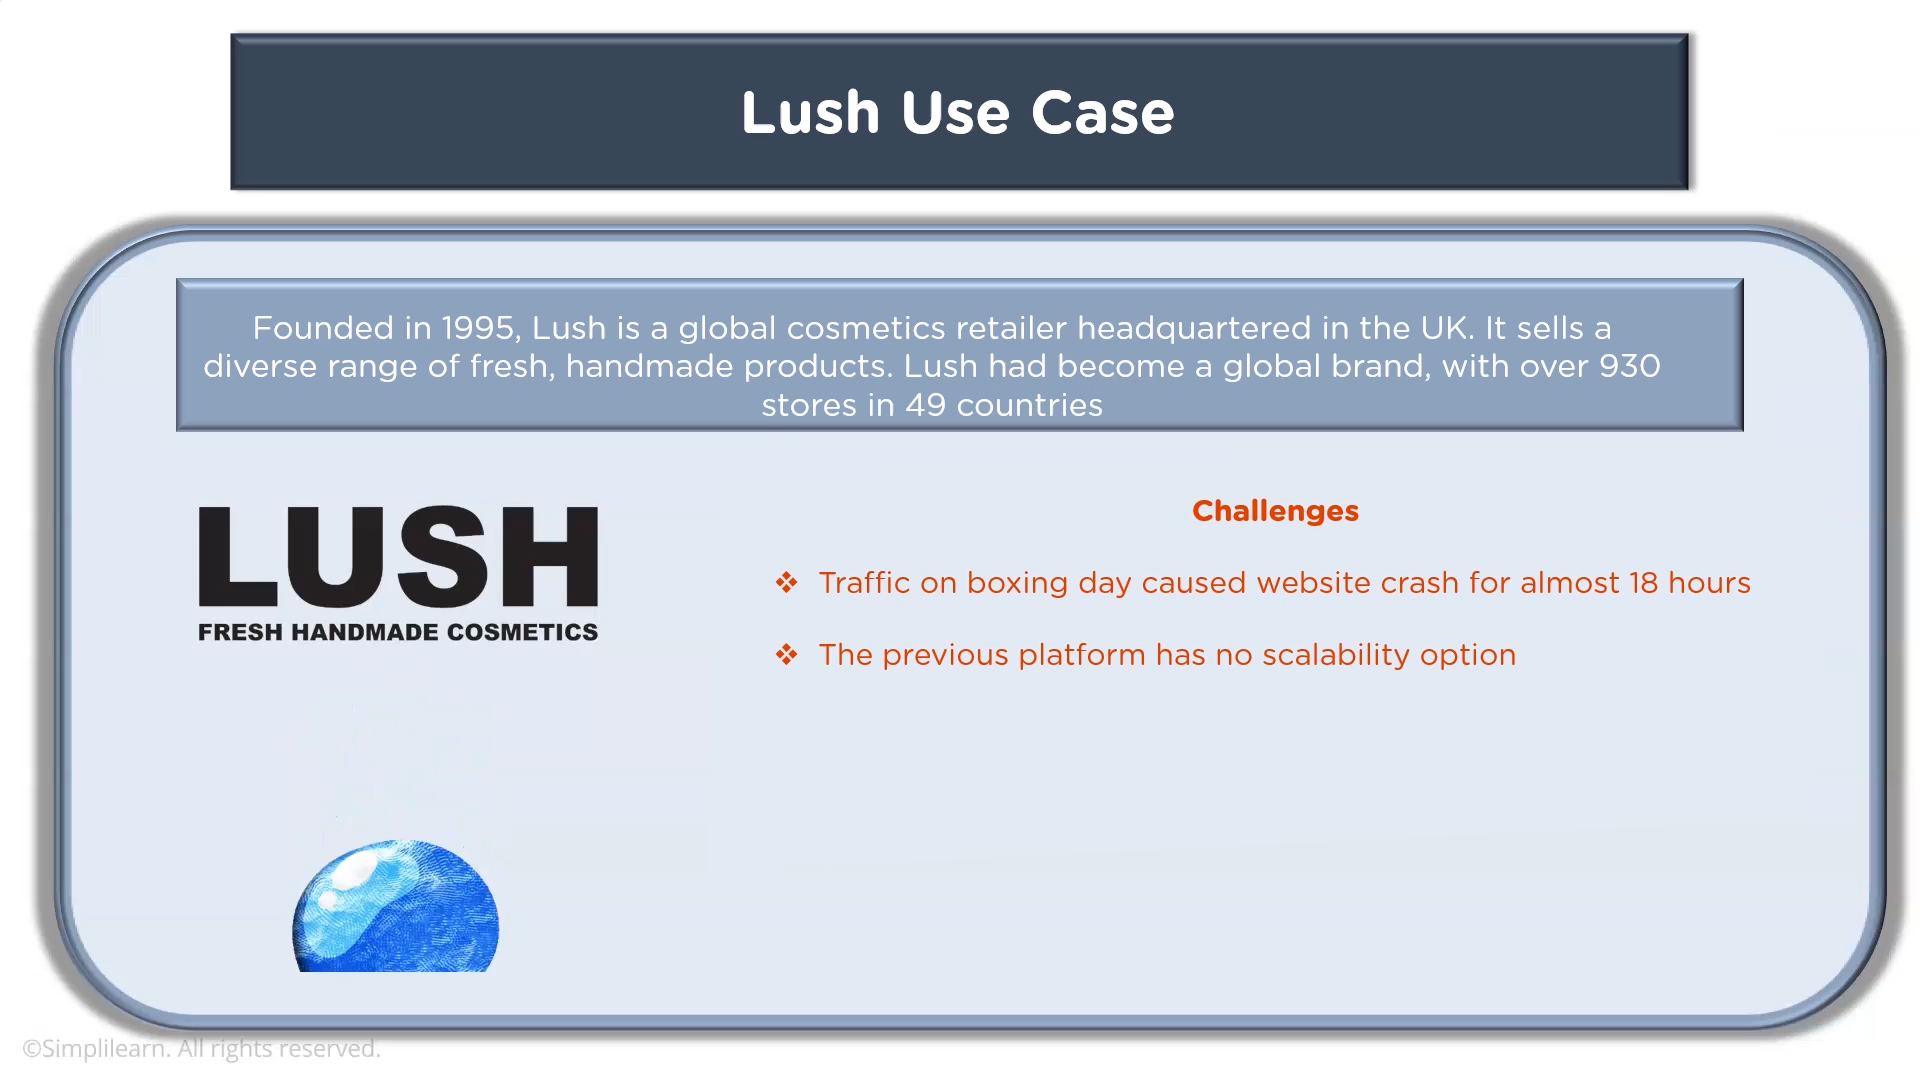 Lush Use Case
Founded in 1995, Lush is a global cosmetics retailer headquartered in the UK. It sells a
diverse range of fresh, handmade products. Lush had become a global brand, with over 930
stores in 49 countries
LUSH
FRESH HANDMADE COSMETICS
Challenges
❖ Traffic on boxing day caused website crash for almost 18 hours
❖ The previous platform has no scalability option
©Simplilearn. All rights reserved.